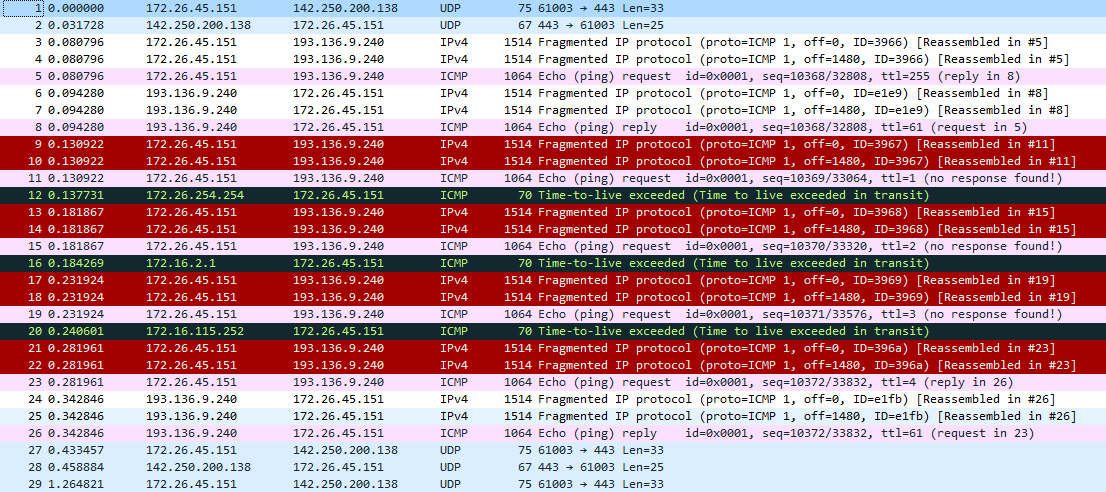 1 0.000000 172.26.45.151 142.250.200.138 UDP 75 61003 → 443 Len=33
2 0.031728 142.250.200.138 172.26.45.151 UDP 67 443 → 61003 Len=25
3 0.080796 172.26.45.151 193.136.9.240 IPv4 1514 Fragmented IP protocol (proto=ICMP 1, off=0, ID=3966) [Reassembled in #5]
4 0.080796 172.26.45.151 193.136.9.240 IPv4 1514 Fragmented IP protocol (proto=ICMP 1, off=1480, ID=3966) [Reassembled in #5]
5 0.080796 172.26.45.151 193.136.9.240 ICMP 1064 Echo (ping) request id=0x0001, seq=10368/32808, ttl=255 (reply in 8)
6 0.094280 193.136.9.240 172.26.45.151 IPv4 1514 Fragmented IP protocol (proto=ICMP 1, off=0, ID=e1e9) [Reassembled in #8]
7 0.094280 193.136.9.240 172.26.45.151 IPv4 1514 Fragmented IP protocol (proto=ICMP 1, off=1480, ID=e1e9) [Reassembled in #8]
8 0.094280 193.136.9.240 172.26.45.151 ICMP 1064 Echo (ping) reply id=0x0001, seq=10368/32808, ttl=61 (request in 5)
9 0.130922 172.26.45.151 193.136.9.240 IPv4 1514 Fragmented IP protocol (proto=ICMP 1, off=0, ID=3967) [Reassembled in #11]
10 0.130922 172.26.45.151 193.136.9.240 IPv4 1514 Fragmented IP protocol (proto=ICMP 1, off=1480, ID=3967) [Reassembled in #11]
11 0.130922 172.26.45.151 193.136.9.240 ICMP 1064 Echo (ping) request id=0x0001, seq=10369/33064, ttl=1 (no response found!)
12 0.137731 172.26.254.254 172.26.45.151 ICMP 70 Time-to-live exceeded (Time to live exceeded in transit)
13 0.181867 172.26.45.151 193.136.9.240 IPv4 1514 Fragmented IP protocol (proto=ICMP 1, off=0, ID=3968) [Reassembled in #15]
14 0.181867 172.26.45.151 193.136.9.240 IPv4 1514 Fragmented IP protocol (proto=ICMP 1, off=1480, ID=3968) [Reassembled in #15]
15 0.181867 172.26.45.151 193.136.9.240 ICMP 1064 Echo (ping) request id=0x0001, seq=10370/33320, ttl=2 (no response found!)
16 0.184269 172.16.2.1 172.26.45.151 ICMP 70 Time-to-live exceeded (Time to live exceeded in transit)
17 0.231924 172.26.45.151 193.136.9.240 IPv4 1514 Fragmented IP protocol (proto=ICMP 1, off=0, ID=3969) [Reassembled in #19]
18 0.231924 172.26.45.151 193.136.9.240 IPv4 1514 Fragmented IP protocol (proto=ICMP 1, off=1480, ID=3969) [Reassembled in #19]
19 0.231924 172.26.45.151 193.136.9.240 ICMP 1064 Echo (ping) request id=0x0001, seq=10371/33576, ttl=3 (no response found!)
20 0.240601 172.16.115.252 172.26.45.151 ICMP 70 Time-to-live exceeded (Time to live exceeded in transit)
21 0.281961 172.26.45.151 193.136.9.240 IPv4 1514 Fragmented IP protocol (proto=ICMP 1, off=0, ID=396a) [Reassembled in #23]
22 0.281961 172.26.45.151 193.136.9.240 IPv4 1514 Fragmented IP protocol (proto=ICMP 1, off=1480, ID=396a) [Reassembled in #23]
23 0.281961 172.26.45.151 193.136.9.240 ICMP 1064 Echo (ping) request id=0x0001, seq=10372/33832, ttl=4 (reply in 26)
24 0.342846 193.136.9.240 172.26.45.151 IPv4 1514 Fragmented IP protocol (proto=ICMP 1, off=0, ID=e1fb) [Reassembled in #26]
25 0.342846 193.136.9.240 172.26.45.151 IPv4 1514 Fragmented IP protocol (proto=ICMP 1, off=1480, ID=e1fb) [Reassembled in #26]
26 0.342846 193.136.9.240 172.26.45.151 ICMP 1064 Echo (ping) reply id=0x0001, seq=10372/33832, ttl=61 (request in 23)
27 0.433457 172.26.45.151 142.250.200.138 UDP 75 61003 → 443 Len=33
28 0.458884 142.250.200.138 172.26.45.151 UDP 67 443 → 61003 Len=25
29 1.264821 172.26.45.151 142.250.200.138 UDP 75 61003 → 443 Len=33